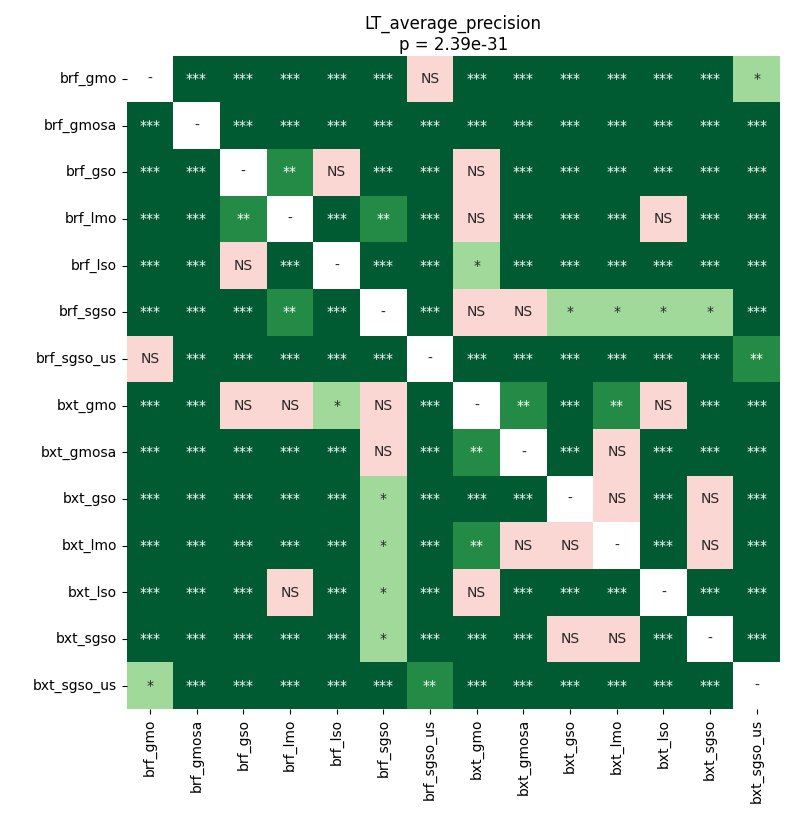 LT_average_precision
p = 2.39e-31
brf_gmo - *** *** *** *** *** NS *** *** *** *** *** *** *
brf_gmosa *** - *** *** *** *** *** *** *** *** *** *** *** ***
brf_gso *** *** - ** NS *** *** NS *** *** *** *** *** ***
brf_lmo *** *** ** - *** ** *** NS *** *** *** NS *** ***
brf_lso *** *** NS *** - *** *** * *** *** *** *** *** ***
brf_sgso *** *** *** ** *** - *** NS NS * * * * ***
brf_sgso_us NS *** *** *** *** *** - *** *** *** *** *** *** **
bxt_gmo *** *** NS NS * NS *** - ** *** ** NS *** ***
bxt_gmosa *** *** *** *** *** NS *** ** - *** NS *** *** ***
bxt_gso *** *** *** *** *** * *** *** *** - NS *** NS ***
bxt_lmo *** *** *** *** *** * *** ** NS NS - *** NS ***
bxt_lso *** *** *** NS *** * *** NS *** *** *** - *** ***
bxt_sgso *** *** *** *** *** * *** *** *** NS NS *** - ***
bxt_sgso_us * *** *** *** *** *** ** *** *** *** *** *** *** -
brf_gmo brf_gmosa brf_gso brf_lmo brf_lso brf_sgso brf_sgso_us bxt_gmo bxt_gmosa bxt_gso bxt_lmo bxt_lso bxt_sgso bxt_sgso_us